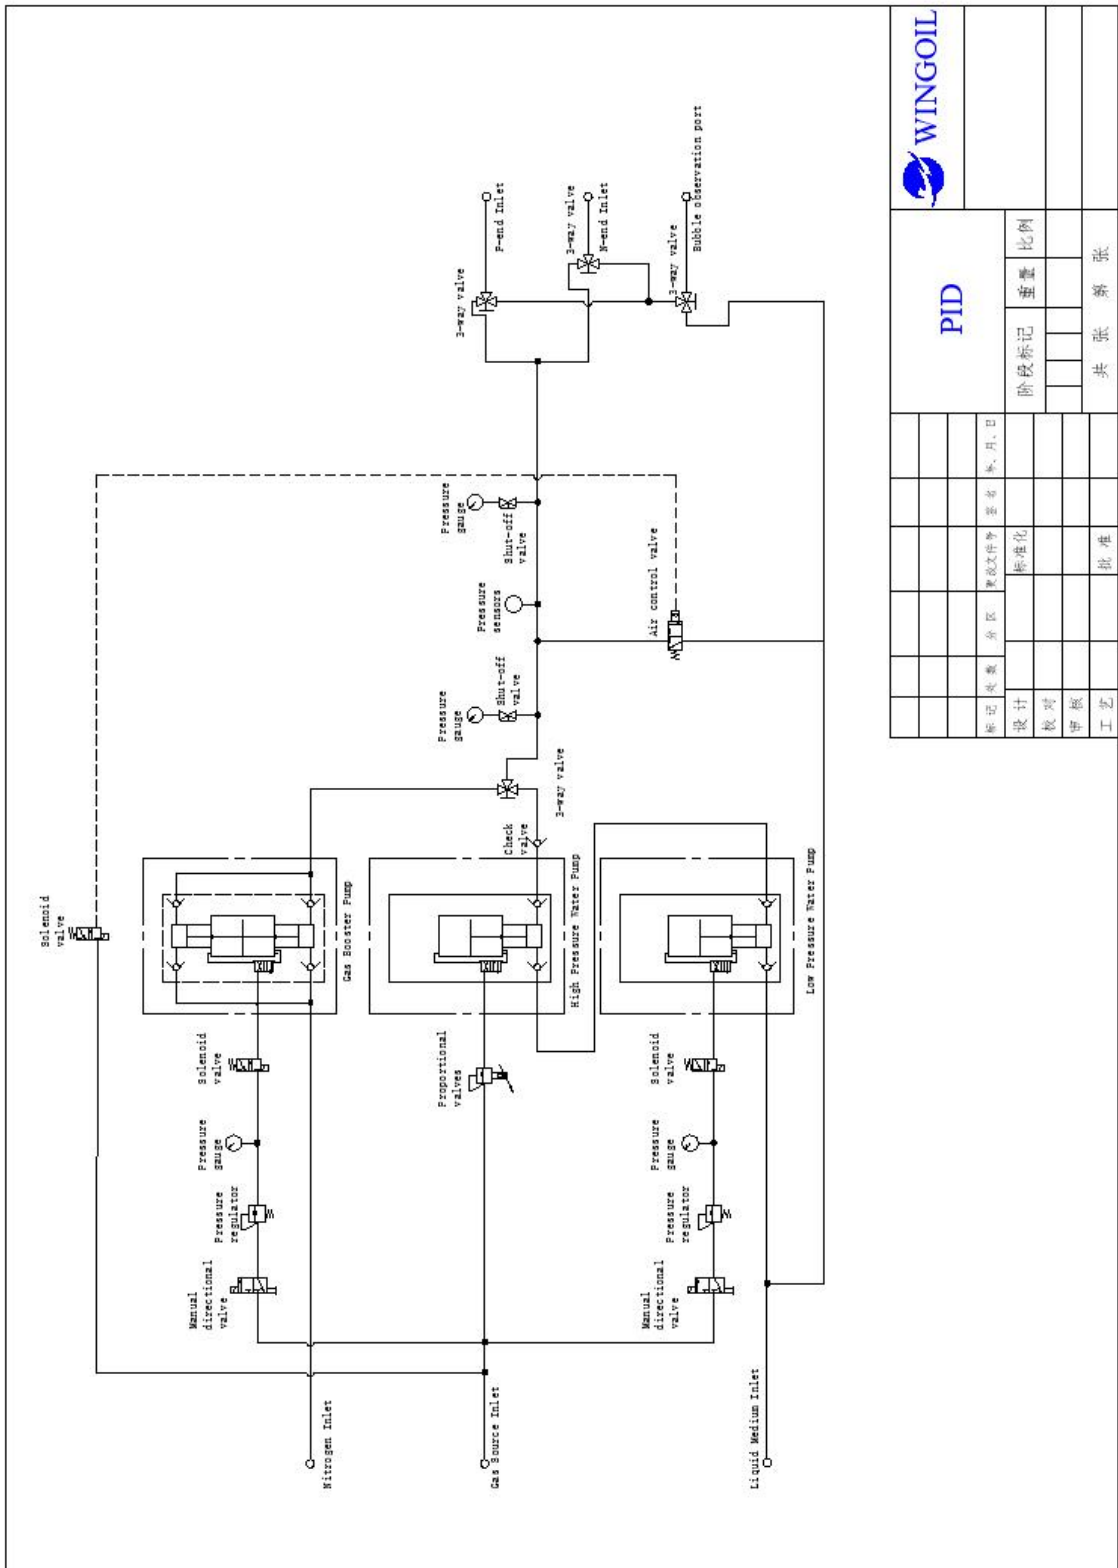 Solenoid
valve
Manual
directional
valve
Pressure
regulator
Pressure
gauge
Solenoid
valve
Gas Booster Pump
Nitrogen Inlet
Gas Source Inlet
Proportional
valves
High Pressure Water Pump
Check
valve
3-way valve
Pressure
gauge
Shut-off
valve
Pressure
sensors
Pressure
gauge
Shut-off
valve
Air control valve
3-way valve
P-end Inlet
3-way valve
N-end Inlet
3-way valve
Bubble observation port
Manual
directional
valve
Pressure
regulator
Pressure
gauge
Solenoid
valve
Low Pressure Water Pump
Liquid Medium Inlet
标记 处数 分区 更改文件号 签名 年、月、日
设计 标准化
校对
审核
工艺 批准
PID
阶段标记 重量 比例
共 张 第 张
WINGOIL